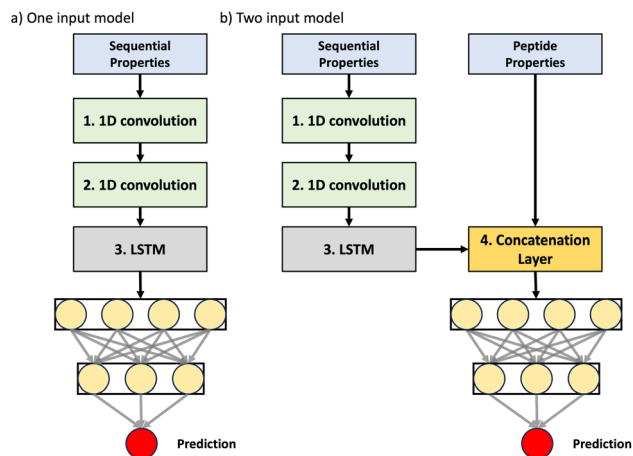 a) One input model
Sequential
Properties
1. 1D convolution
2. 1D convolution
3. LSTM
Prediction
b) Two input model
Sequential
Properties
1. 1D convolution
2. 1D convolution
3. LSTM
Peptide
Properties
4. Concatenation
Layer
Prediction